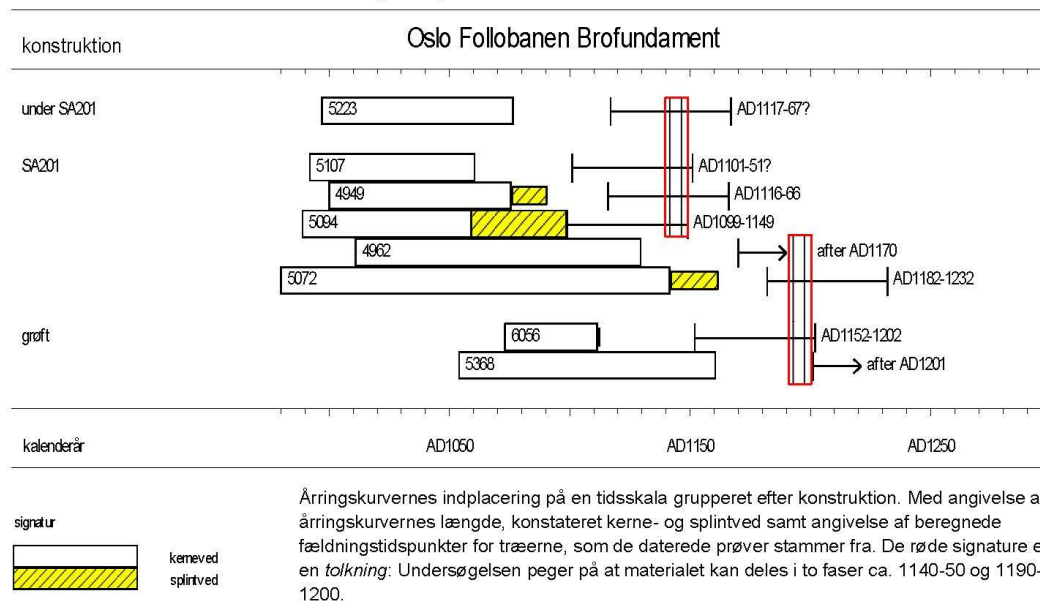 Oslo Follobanen Brofundament
konstruktion
under SA201
5223
AD1117-67?
SA201
5107
AD1101-51?
4949
AD1116-66
5094
AD1099-1149
4962
after AD1170
5072
AD1182-1232
grøft
6056
AD1152-1202
5368
after AD1201
kalenderår
AD1050
AD1150
AD1250
signatur
kerneved
splintved
Årringskurvernes indplacering på en tidsskala grupperet efter konstruktion. Med angivelse a
årringskurvernes længde, konstateret kerne- og splintved samt angivelse af beregnede
fældningstidspunkter for træerne, som de daterede prøver stammer fra. De røde signature e
en tolkning: Undersøgelsen peger på at materialet kan deles i to faser ca. 1140-50 og 1190-
1200.